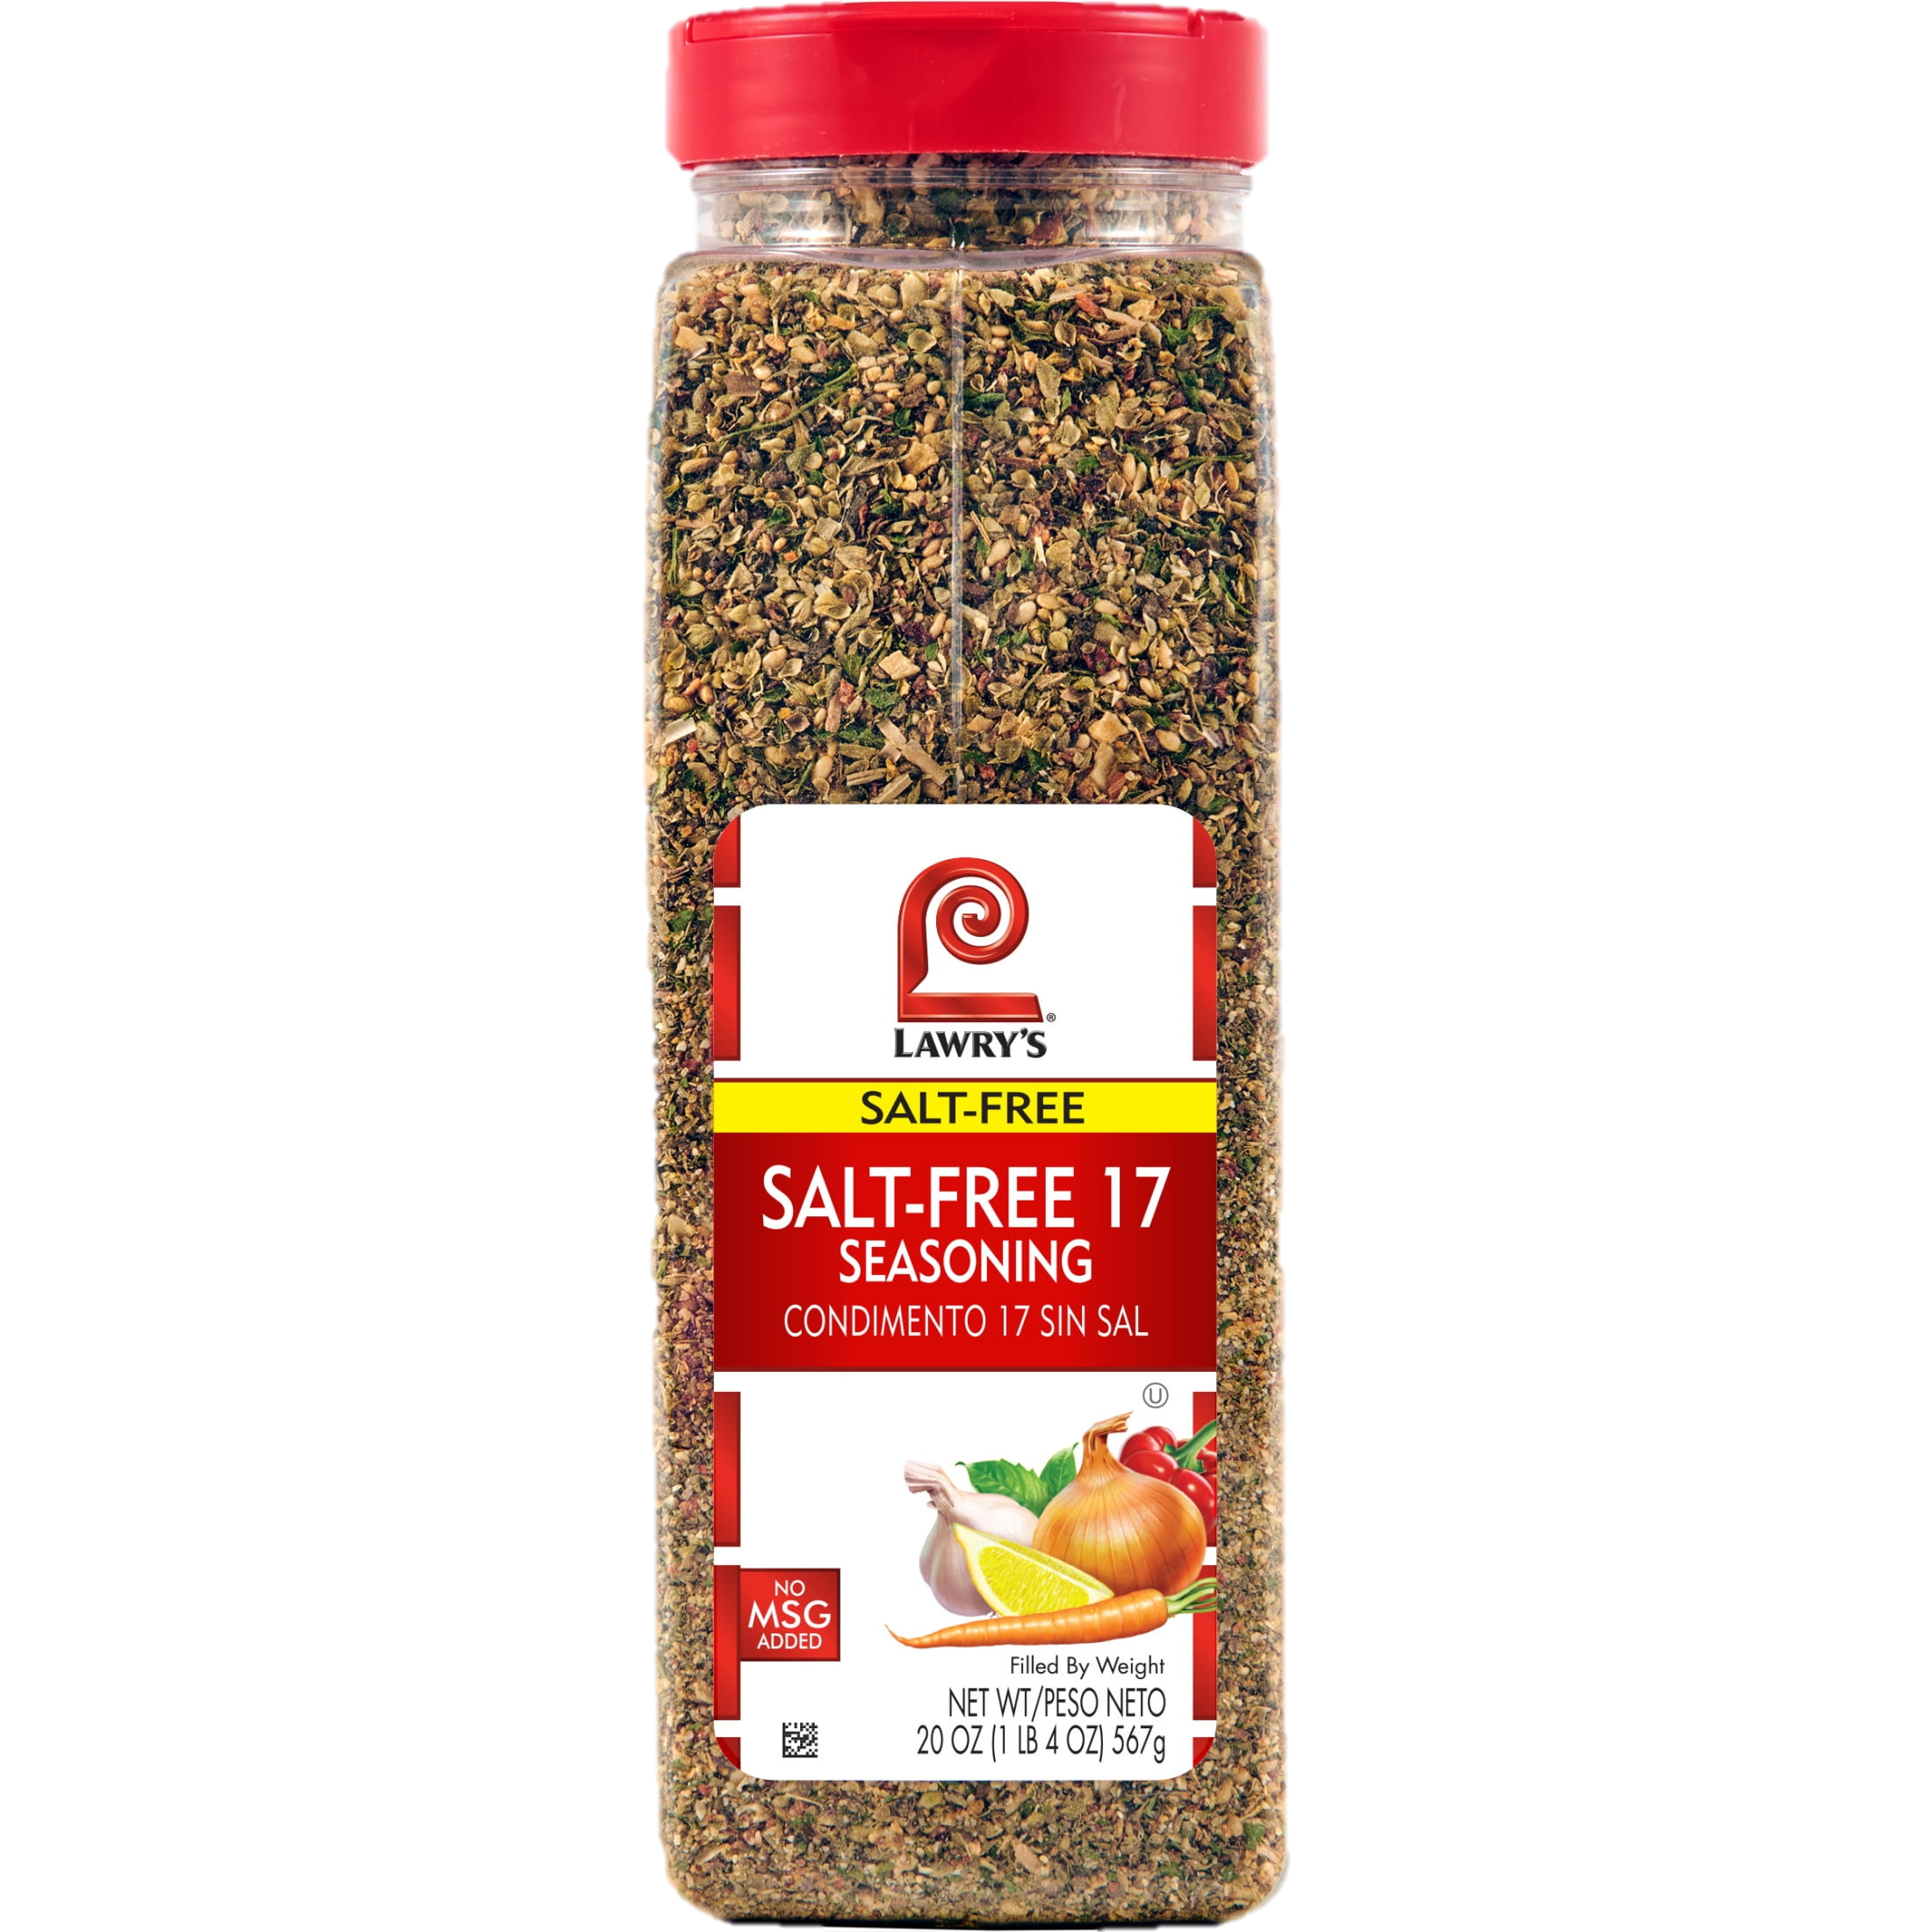 LAWRY'S®
SALT-FREE
SALT-FREE 17
SEASONING
CONDIMENTO 17 SIN SAL
U
NO
MSG
ADDED
Filled By Weight
NET WT/PESO NETO
20 OZ (1 LB 4 OZ) 567g